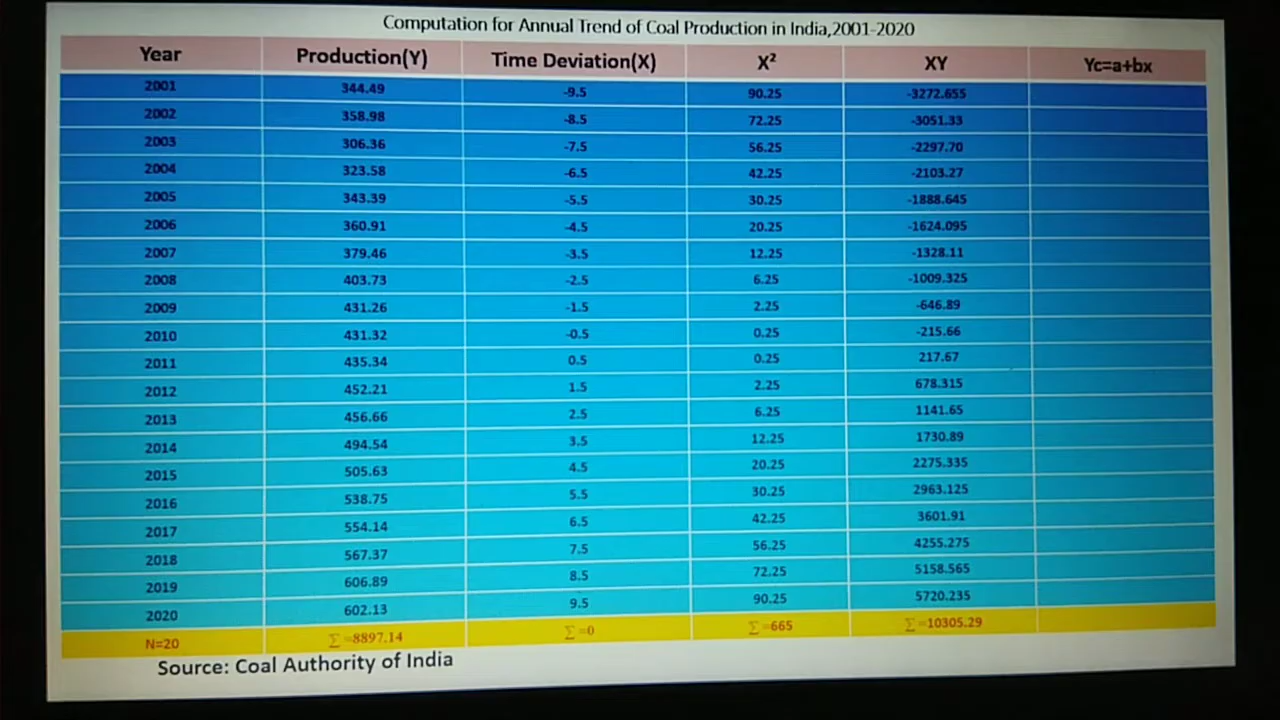 Computation for Annual Trend of Coal Production in India,2001-2020
Year Production(Y) Time Deviation(X) X² XY Yc=a+bx
2001 344.49 -9.5 90.25 -3272.655
2002 358.98 -8.5 72.25 -3051.33
2003 306.36 -7.5 56.25 -2297.70
2004 323.58 -6.5 42.25 -2103.27
2005 343.39 -5.5 30.25 -1888.645
2006 360.91 -4.5 20.25 -1624.095
2007 379.46 -3.5 12.25 -1328.11
2008 403.73 -2.5 6.25 -1009.325
2009 431.26 -1.5 2.25 -646.89
2010 431.32 -0.5 0.25 -215.66
2011 435.34 0.5 0.25 217.67
2012 452.21 1.5 2.25 678.315
2013 456.66 2.5 6.25 1141.65
2014 494.54 3.5 12.25 1730.89
2015 505.63 4.5 20.25 2275.335
2016 538.75 5.5 30.25 2963.125
2017 554.14 6.5 42.25 3601.91
2018 567.37 7.5 56.25 4255.275
2019 606.89 8.5 72.25 5158.565
2020 602.13 9.5 90.25 5720.235
N=20 Σ=8897.14 Σ=0 Σ=665 Σ=10305.29
Source: Coal Authority of India